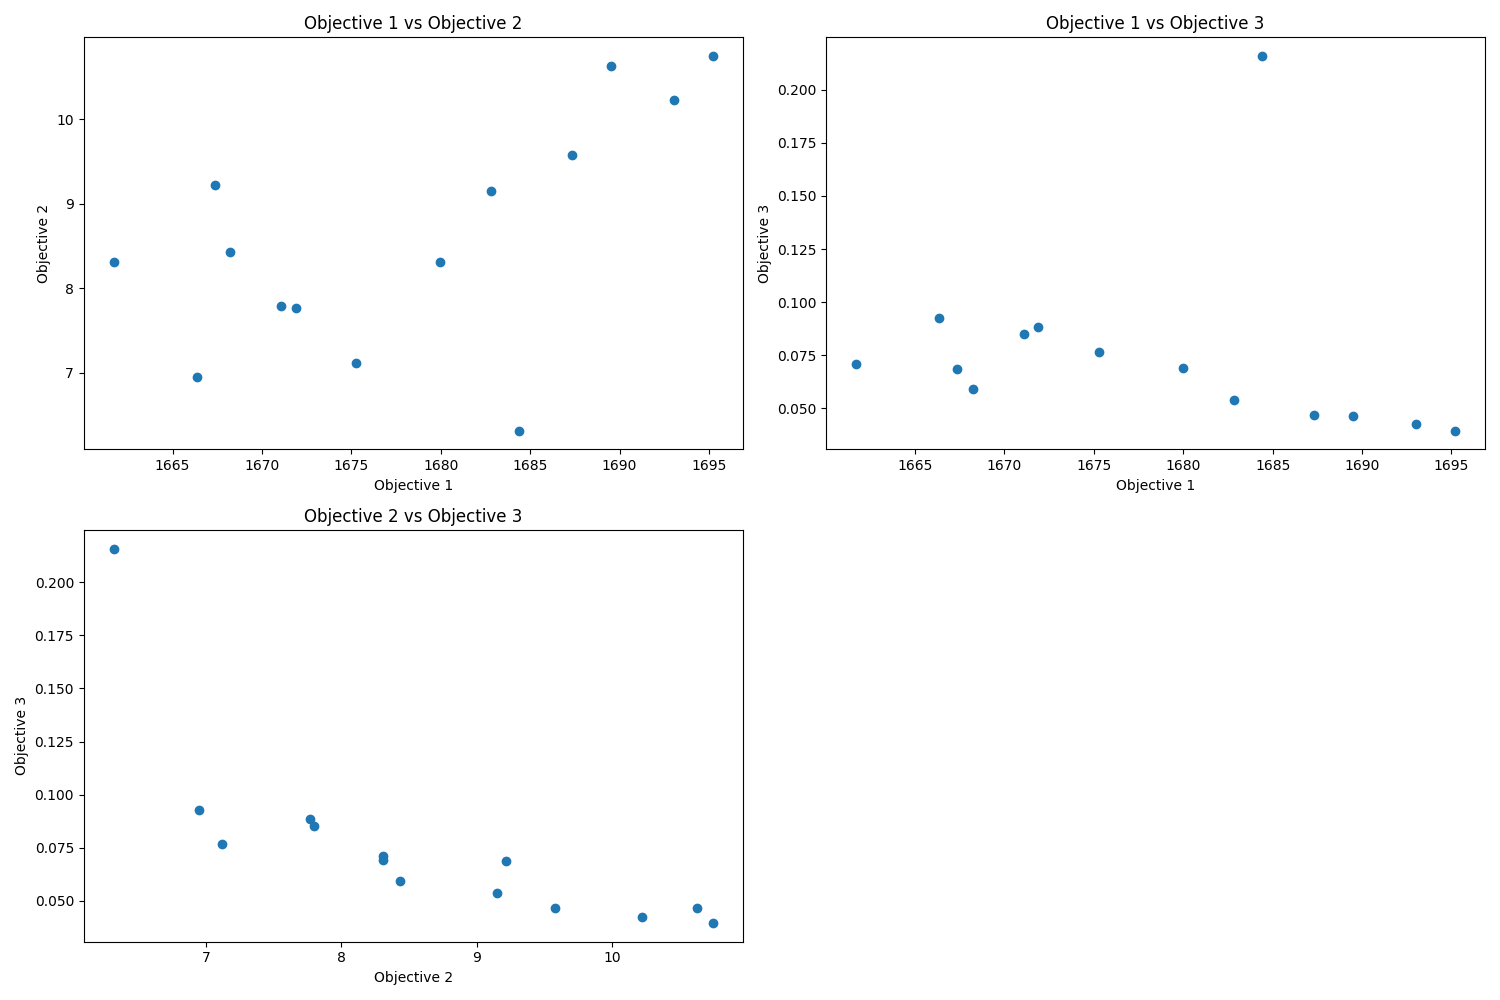 Objective 1 vs Objective 2
Objective 2
10
9
8
7
1665 1670 1675 1680 1685 1690 1695
Objective 1
Objective 1 vs Objective 3
Objective 3
0.200
0.175
0.150
0.125
0.100
0.075
0.050
1665 1670 1675 1680 1685 1690 1695
Objective 1
Objective 2 vs Objective 3
Objective 3
0.200
0.175
0.150
0.125
0.100
0.075
0.050
7 8 9 10
Objective 2